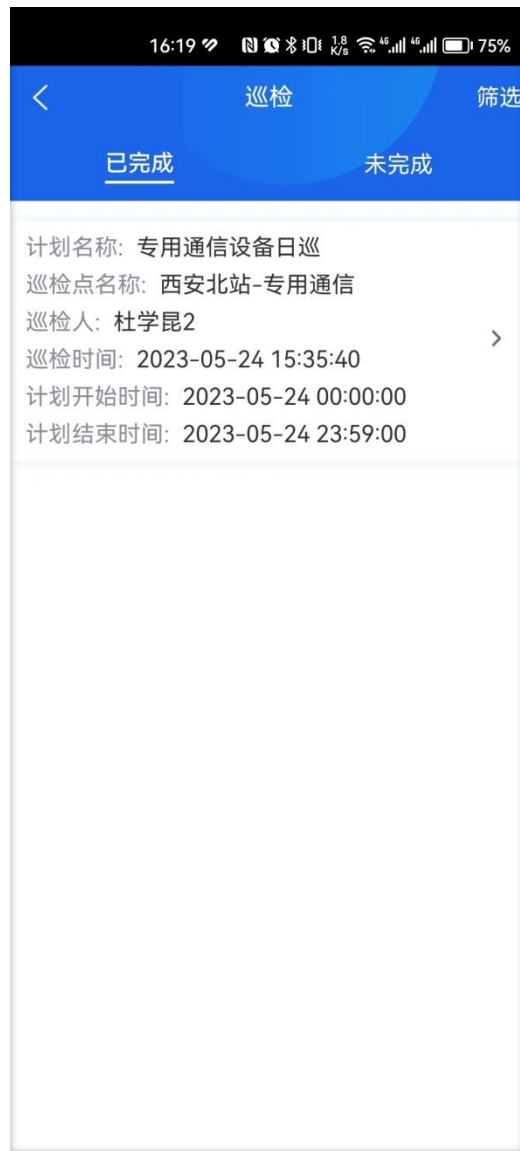 16:19 1.8 K/s 46 46 75%
巡检 筛选
已完成 未完成
计划名称: 专用通信设备日巡
巡检点名称: 西安北站-专用通信
巡检人: 杜学昆2
巡检时间: 2023-05-24 15:35:40
计划开始时间: 2023-05-24 00:00:00
计划结束时间: 2023-05-24 23:59:00